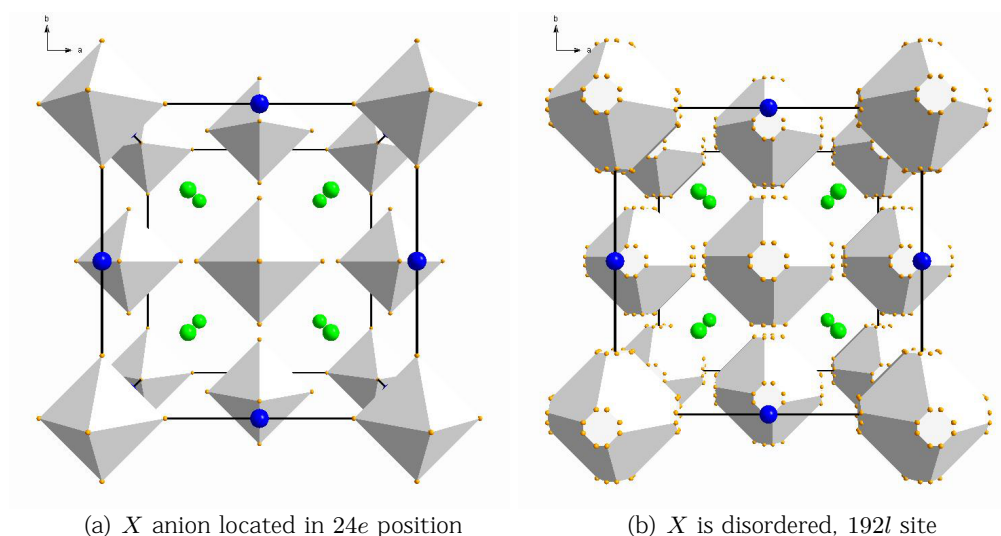 b
a
b
a
(a) X anion located in 24e position
(b) X is disordered, 192l site